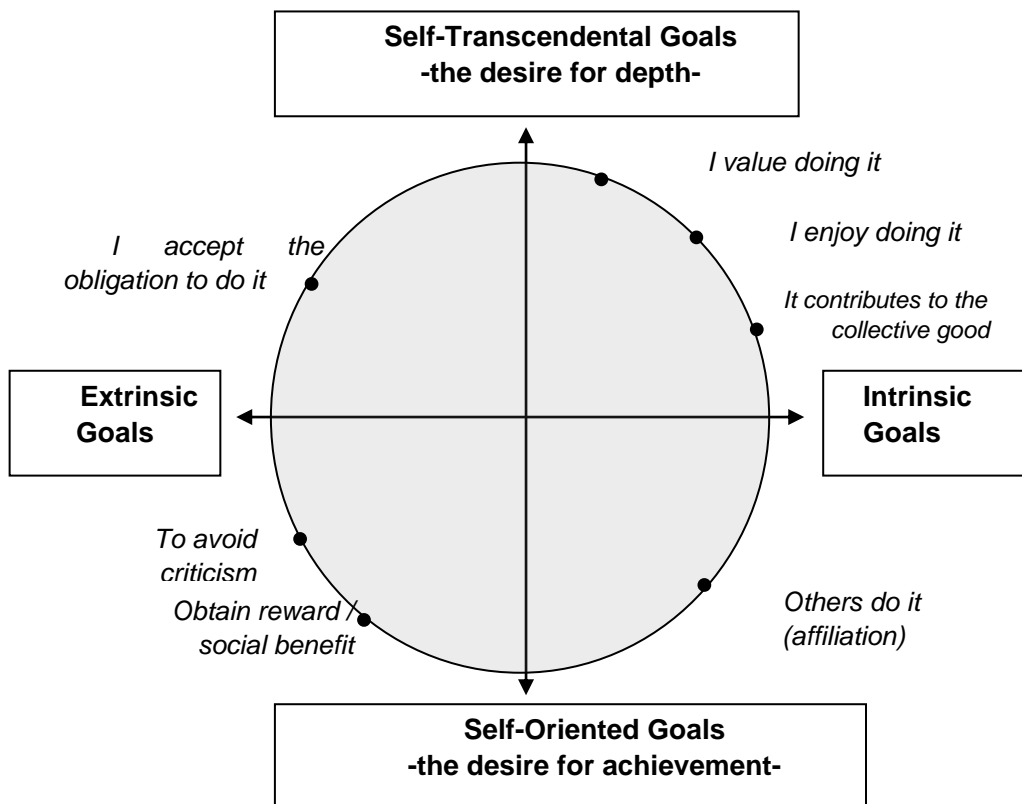 Self-Transcendental Goals
-the desire for depth-
I value doing it
I enjoy doing it
I accept the
obligation to do it
It contributes to the
collective good
Extrinsic
Goals
Intrinsic
Goals
To avoid
criticism
Obtain reward /
social benefit
Others do it
(affiliation)
Self-Oriented Goals
-the desire for achievement-